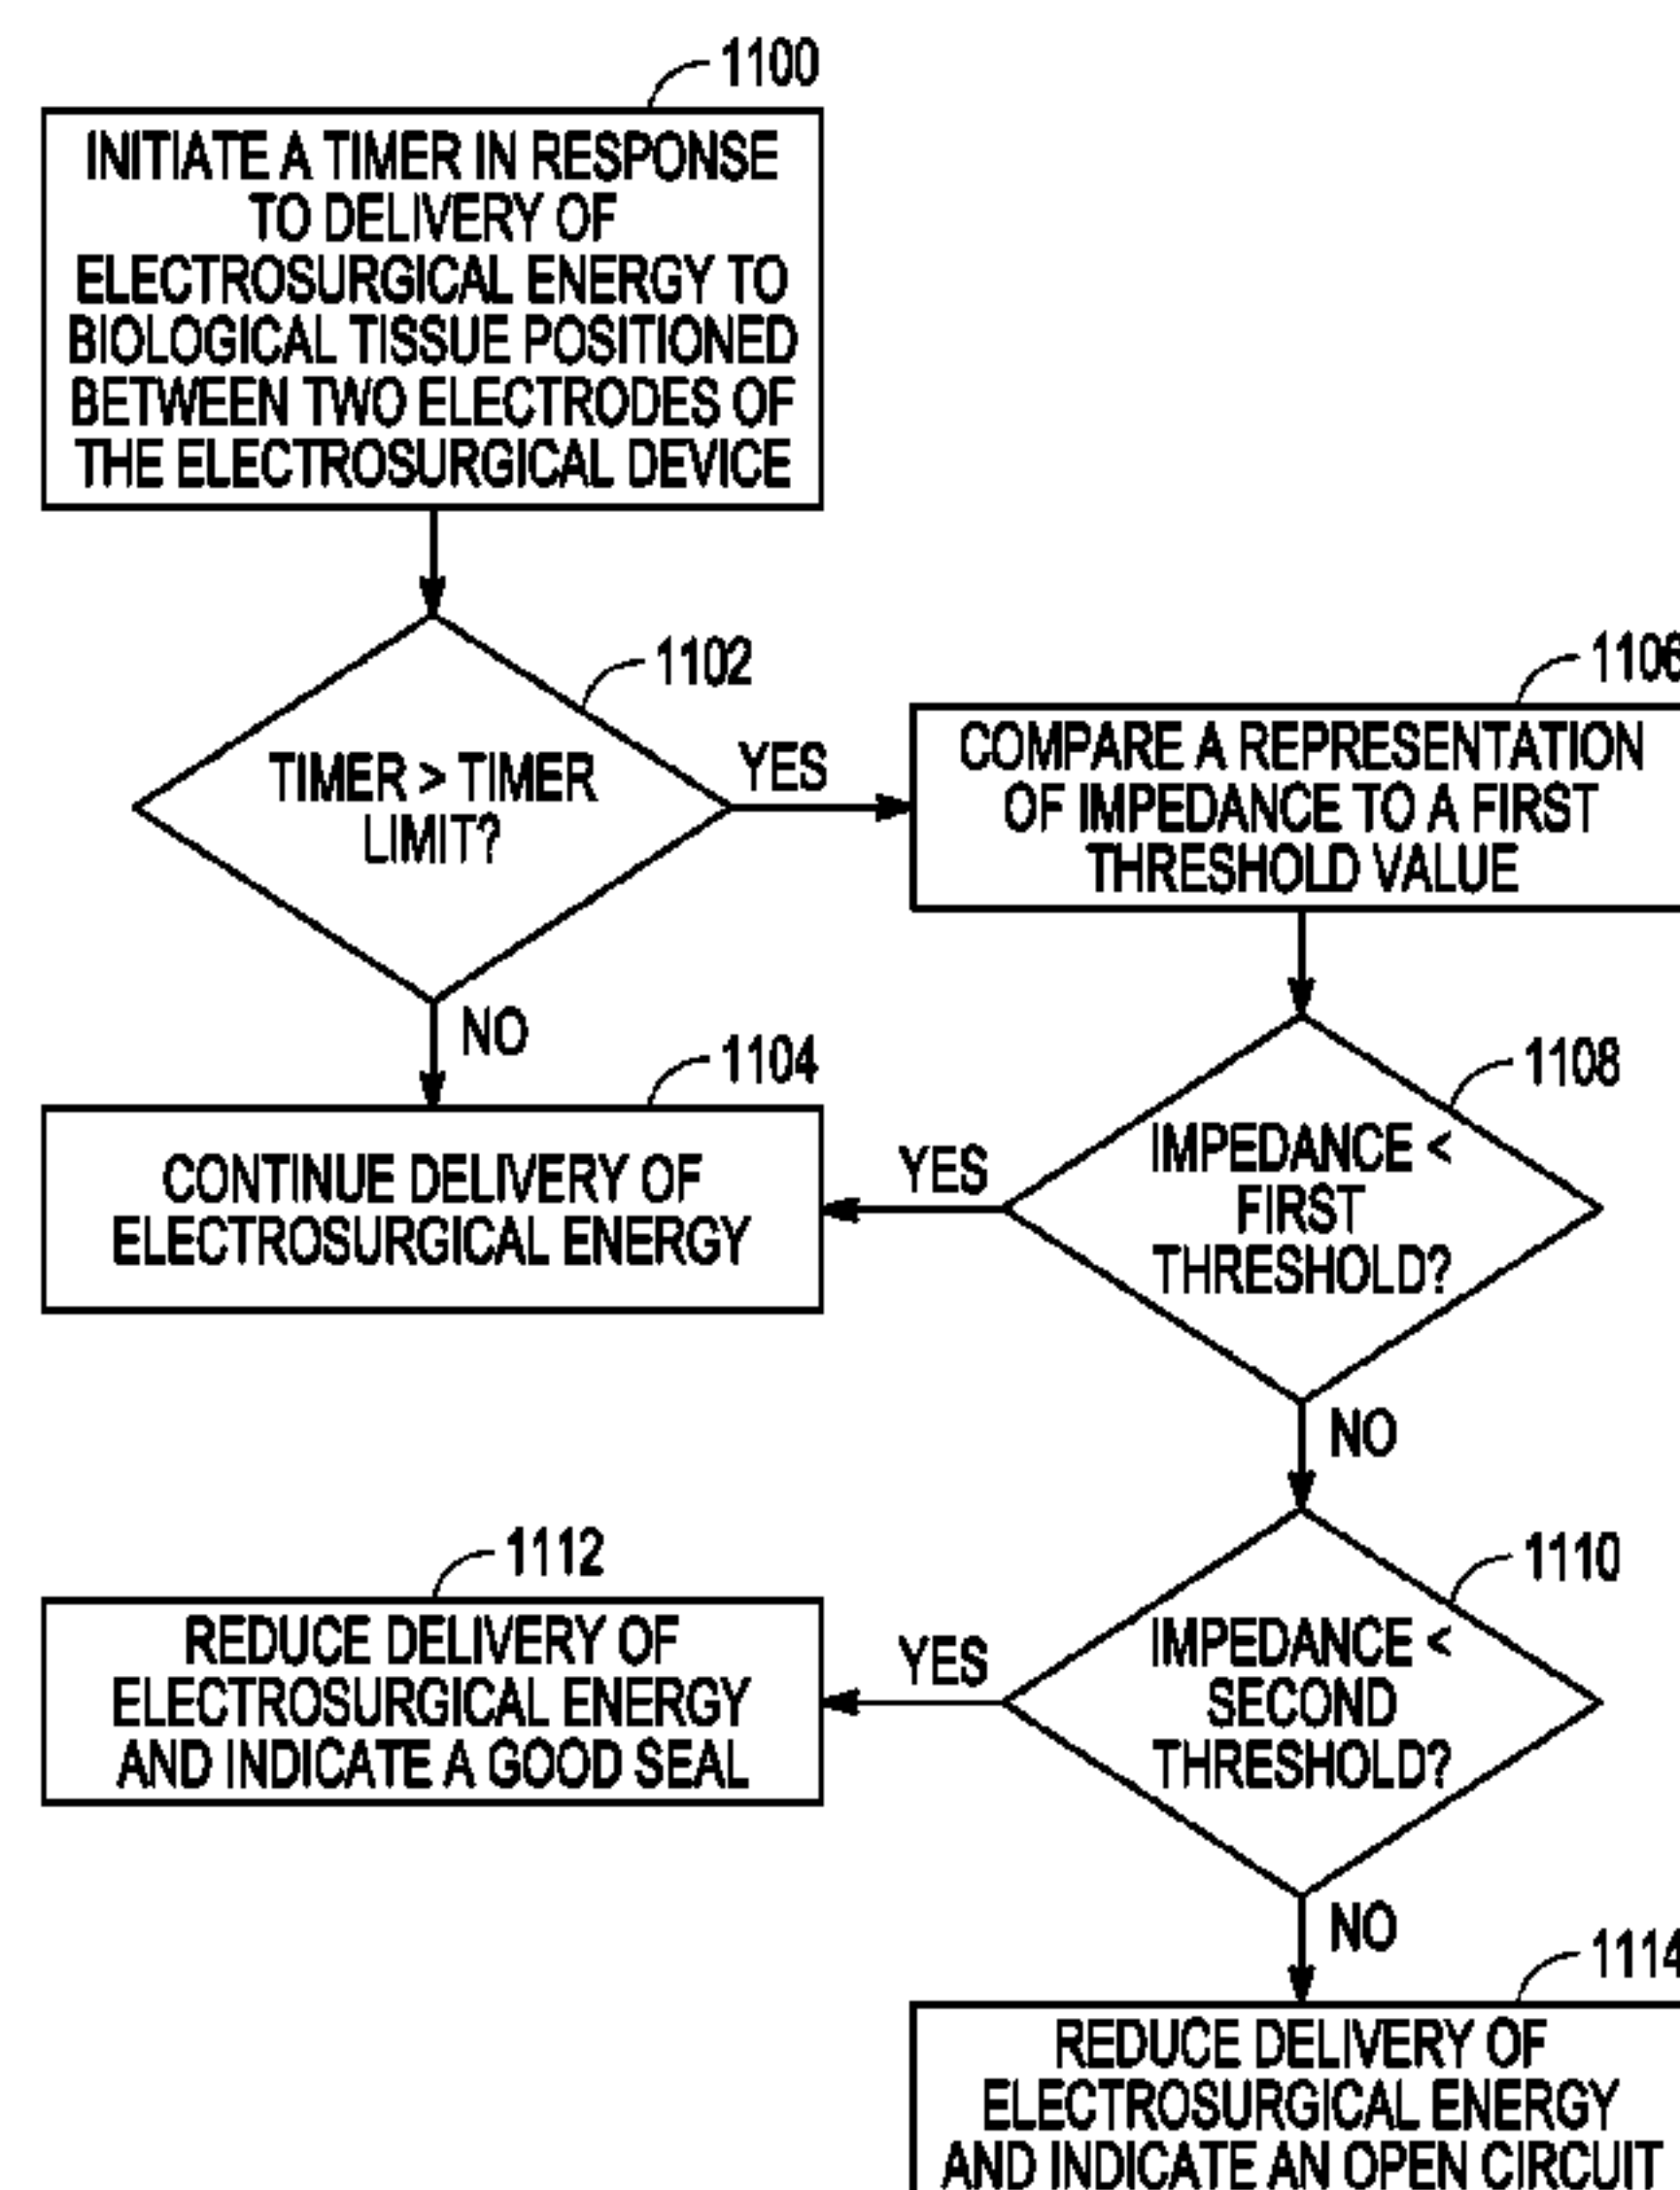 1100
INITIATE A TIMER IN RESPONSE
TO DELIVERY OF
ELECTROSURGICAL ENERGY TO
BIOLOGICAL TISSUE POSITIONED
BETWEEN TWO ELECTRODES OF
THE ELECTROSURGICAL DEVICE
1102
TIMER > TIMER
LIMIT?
YES
NO
1106
COMPARE A REPRESENTATION
OF IMPEDANCE TO A FIRST
THRESHOLD VALUE
1104
CONTINUE DELIVERY OF
ELECTROSURGICAL ENERGY
1108
IMPEDANCE <
FIRST
THRESHOLD?
YES
NO
1110
IMPEDANCE <
SECOND
THRESHOLD?
YES
NO
1112
REDUCE DELIVERY OF
ELECTROSURGICAL ENERGY
AND INDICATE A GOOD SEAL
1114
REDUCE DELIVERY OF
ELECTROSURGICAL ENERGY
AND INDICATE AN OPEN CIRCUIT